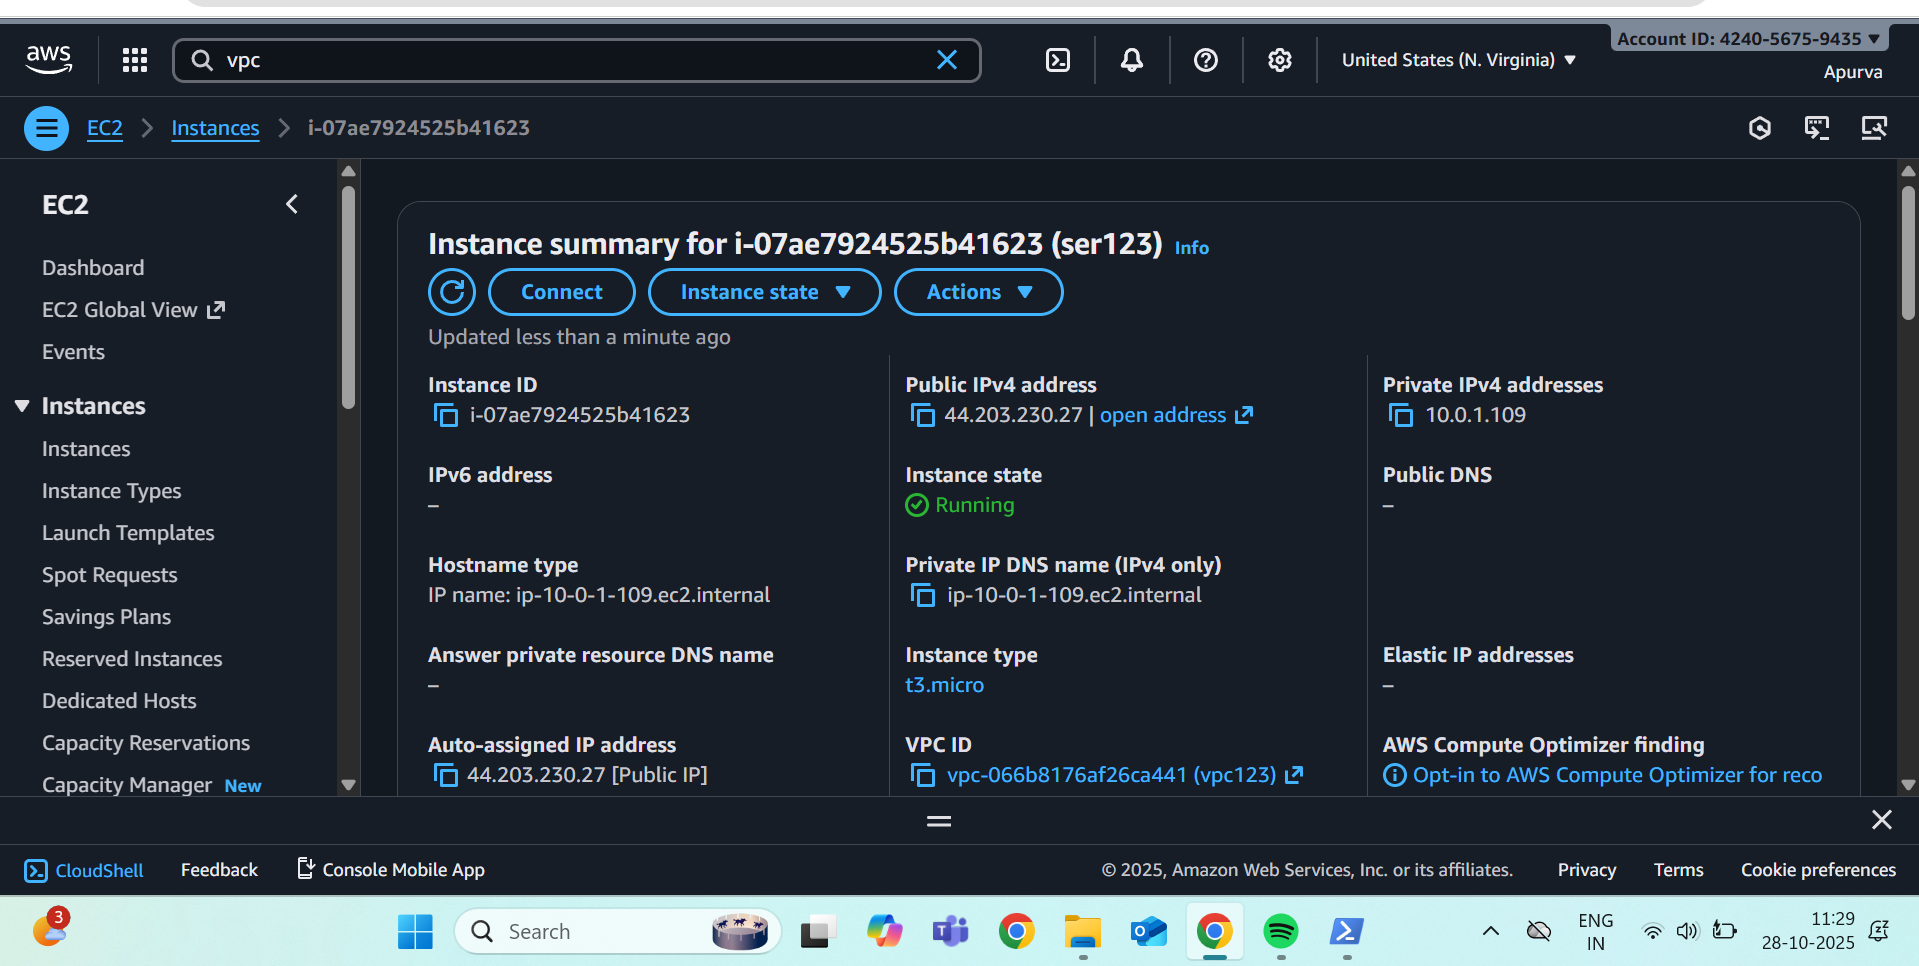 aws
vpc
United States (N. Virginia)
Account ID: 4240-5675-9435
Apurva
EC2
Instances
i-07ae7924525b41623
EC2
Dashboard
EC2 Global View
Events
Instances
Instances
Instance Types
Launch Templates
Spot Requests
Savings Plans
Reserved Instances
Dedicated Hosts
Capacity Reservations
Capacity Manager New
Instance summary for i-07ae7924525b41623 (ser123) Info
Connect
Instance state
Actions
Updated less than a minute ago
Instance ID
i-07ae7924525b41623
Public IPv4 address
44.203.230.27 | open address
Private IPv4 addresses
10.0.1.109
IPv6 address
–
Instance state
Running
Public DNS
–
Hostname type
IP name: ip-10-0-1-109.ec2.internal
Private IP DNS name (IPv4 only)
ip-10-0-1-109.ec2.internal
Answer private resource DNS name
–
Instance type
t3.micro
Elastic IP addresses
–
Auto-assigned IP address
44.203.230.27 [Public IP]
VPC ID
vpc-066b8176af26ca441 (vpc123)
AWS Compute Optimizer finding
Opt-in to AWS Compute Optimizer for reco
CloudShell
Feedback
Console Mobile App
© 2025, Amazon Web Services, Inc. or its affiliates.
Privacy
Terms
Cookie preferences
3
Search
ENG
IN
11:29
28-10-2025